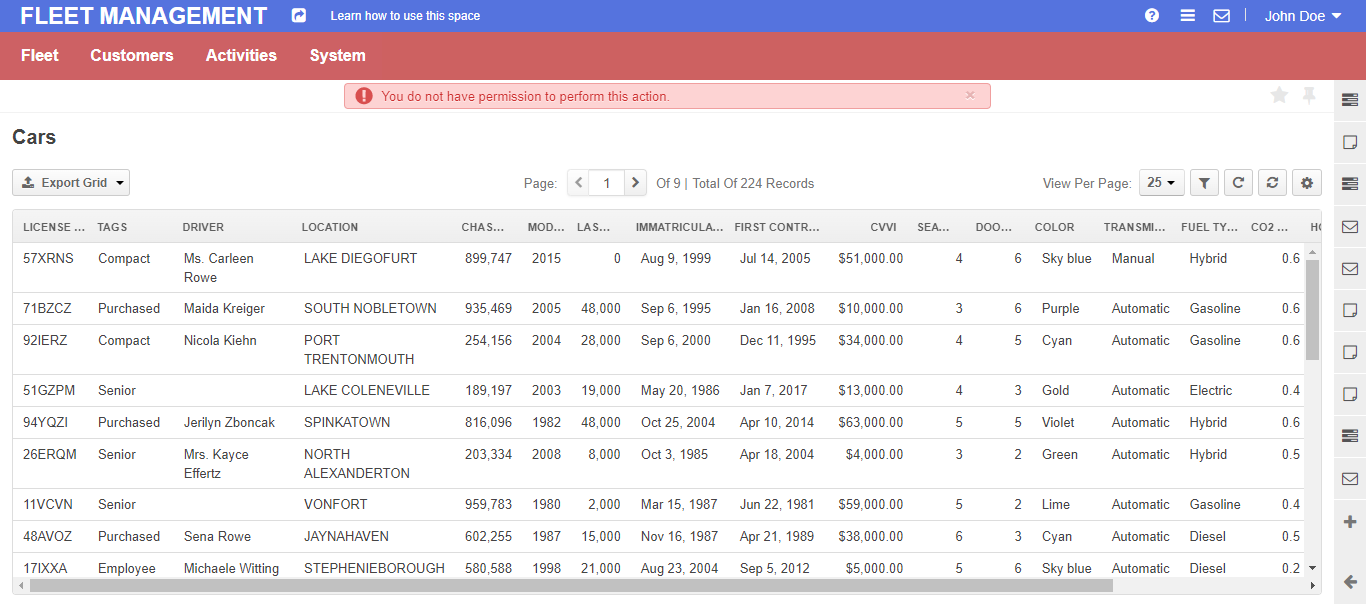 FLEET MANAGEMENT Learn how to use this space John Doe
Fleet Customers Activities System
You do not have permission to perform this action. ×
Cars
Export Grid Page: 1 Of 9 | Total Of 224 Records View Per Page: 25
LICENSE ... TAGS DRIVER LOCATION CHAS... MOD... LAS... IMMATRICULA... FIRST CONTR... CVVI SEA... DOO... COLOR TRANSMI... FUEL TY... CO2 ... HO
57XRNS Compact Ms. Carleen LAKE DIEGOFURT 899,747 2015 0 Aug 9, 1999 Jul 14, 2005 $51,000.00 4 6 Sky blue Manual Hybrid 0.6
Rowe
71BZCZ Purchased Maida Kreiger SOUTH NOBLETOWN 935,469 2005 48,000 Sep 6, 1995 Jan 16, 2008 $10,000.00 3 6 Purple Automatic Gasoline 0.6
92IERZ Compact Nicola Kiehn PORT 254,156 2004 28,000 Sep 6, 2000 Dec 11, 1995 $34,000.00 4 5 Cyan Automatic Gasoline 0.6
TRENTONMOUTH
51GZPM Senior LAKE COLENEVILLE 189,197 2003 19,000 May 20, 1986 Jan 7, 2017 $13,000.00 4 3 Gold Automatic Electric 0.4
94YQZI Purchased Jerilyn Zboncak SPINKATOWN 816,096 1982 48,000 Oct 25, 2004 Apr 10, 2014 $63,000.00 5 5 Violet Automatic Hybrid 0.6
26ERQM Senior Mrs. Kayce NORTH 203,334 2008 8,000 Oct 3, 1985 Apr 18, 2004 $4,000.00 3 2 Green Automatic Hybrid 0.5
Effertz ALEXANDERTON
11VCVN Senior VONFORT 959,783 1980 2,000 Mar 15, 1987 Jun 22, 1981 $59,000.00 5 2 Lime Automatic Gasoline 0.4
48AVOZ Purchased Sena Rowe JAYNAHAVEN 602,255 1987 15,000 Nov 16, 1987 Apr 21, 1989 $38,000.00 6 3 Cyan Automatic Diesel 0.5
17IXXA Employee Michaele Witting STEPHENIEBOROUGH 580,588 1998 21,000 Aug 23, 2004 Sep 5, 2012 $5,000.00 5 6 Sky blue Automatic Diesel 0.2